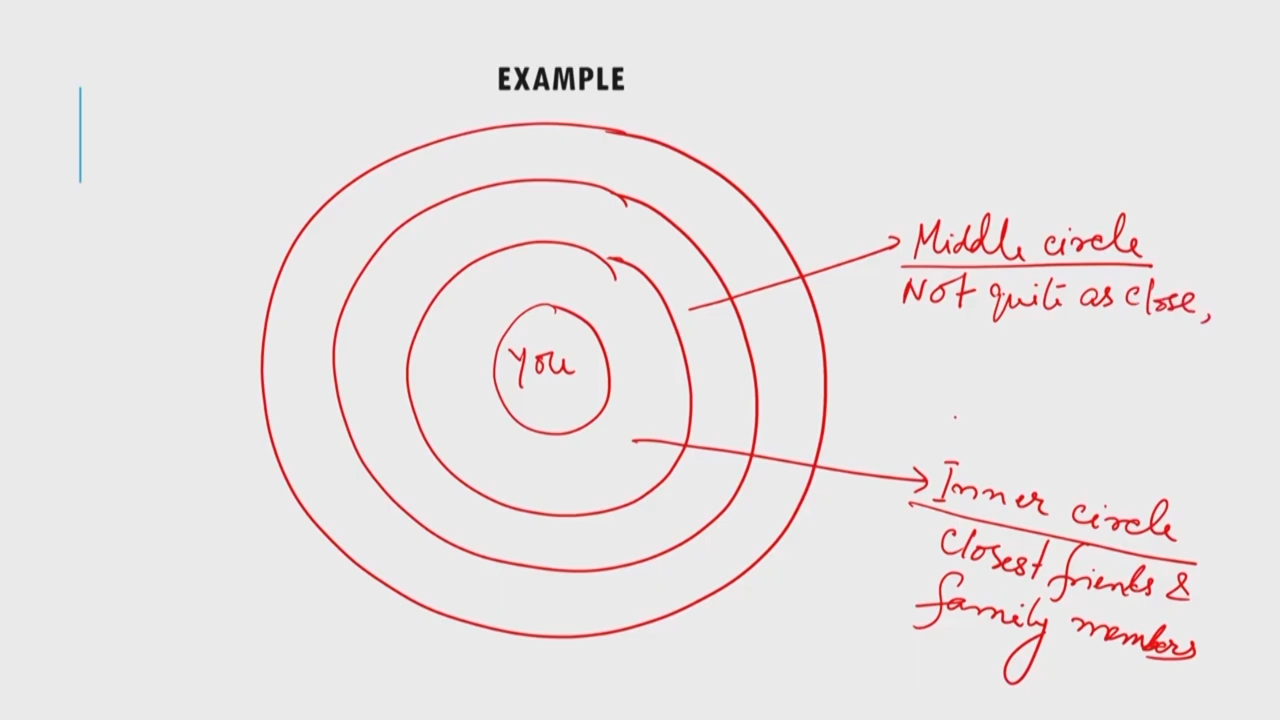 EXAMPLE
you
Middle circle
Not quite as close,
Inner circle
Closest friends &
family members